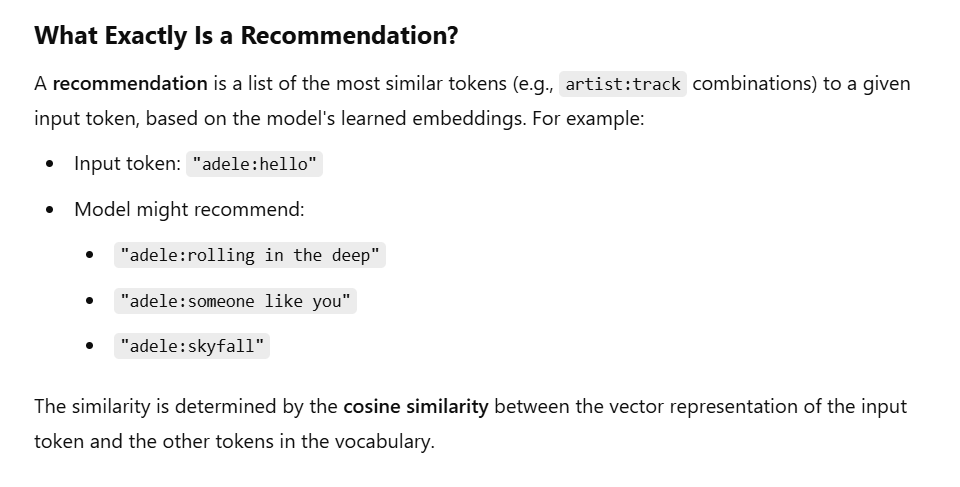 What Exactly Is a Recommendation?
A recommendation is a list of the most similar tokens (e.g., artist:track combinations) to a given
input token, based on the model's learned embeddings. For example:
• Input token: "adele:hello"
• Model might recommend:
• "adele:rolling in the deep"
• "adele:someone like you"
• "adele:skyfall"
The similarity is determined by the cosine similarity between the vector representation of the input
token and the other tokens in the vocabulary.